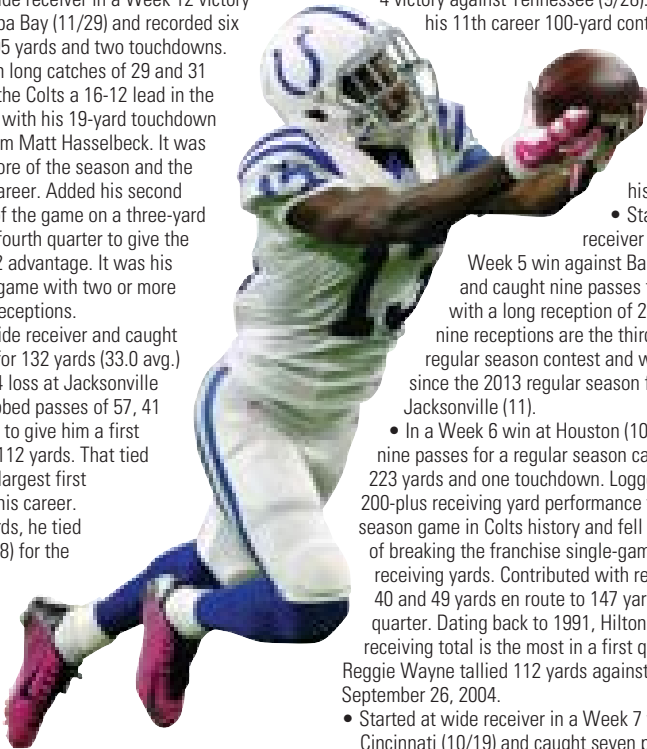 ide receiver in a Week 12 victory
pa Bay (11/29) and recorded six
95 yards and two touchdowns.
n long catches of 29 and 31
the Colts a 16-12 lead in the
with his 19-yard touchdown
m Matt Hasselbeck. It was
ore of the season and the
areer. Added his second
f the game on a three-yard
fourth quarter to give the
2 advantage. It was his
game with two or more
eceptions.
ide receiver and caught
for 132 yards (33.0 avg.)
4 loss at Jacksonville
bbed passes of 57, 41
to give him a first
112 yards. That tied
largest first
his career.
rds, he tied
8) for the
4 victory against Tennessee (9/28).
his 11th career 100-yard cont
his
• Sta
receiver
Week 5 win against Ba
and caught nine passes
with a long reception of 2
nine receptions are the third
regular season contest and w
since the 2013 regular season
Jacksonville (11).
• In a Week 6 win at Houston (10
nine passes for a regular season ca
223 yards and one touchdown. Logge
200-plus receiving yard performance
season game in Colts history and fell
of breaking the franchise single-gam
receiving yards. Contributed with re
40 and 49 yards en route to 147 yar
quarter. Dating back to 1991, Hilton
receiving total is the most in a first q
Reggie Wayne tallied 112 yards against
September 26, 2004.
• Started at wide receiver in a Week 7
Cincinnati (10/19) and caught seven p
13